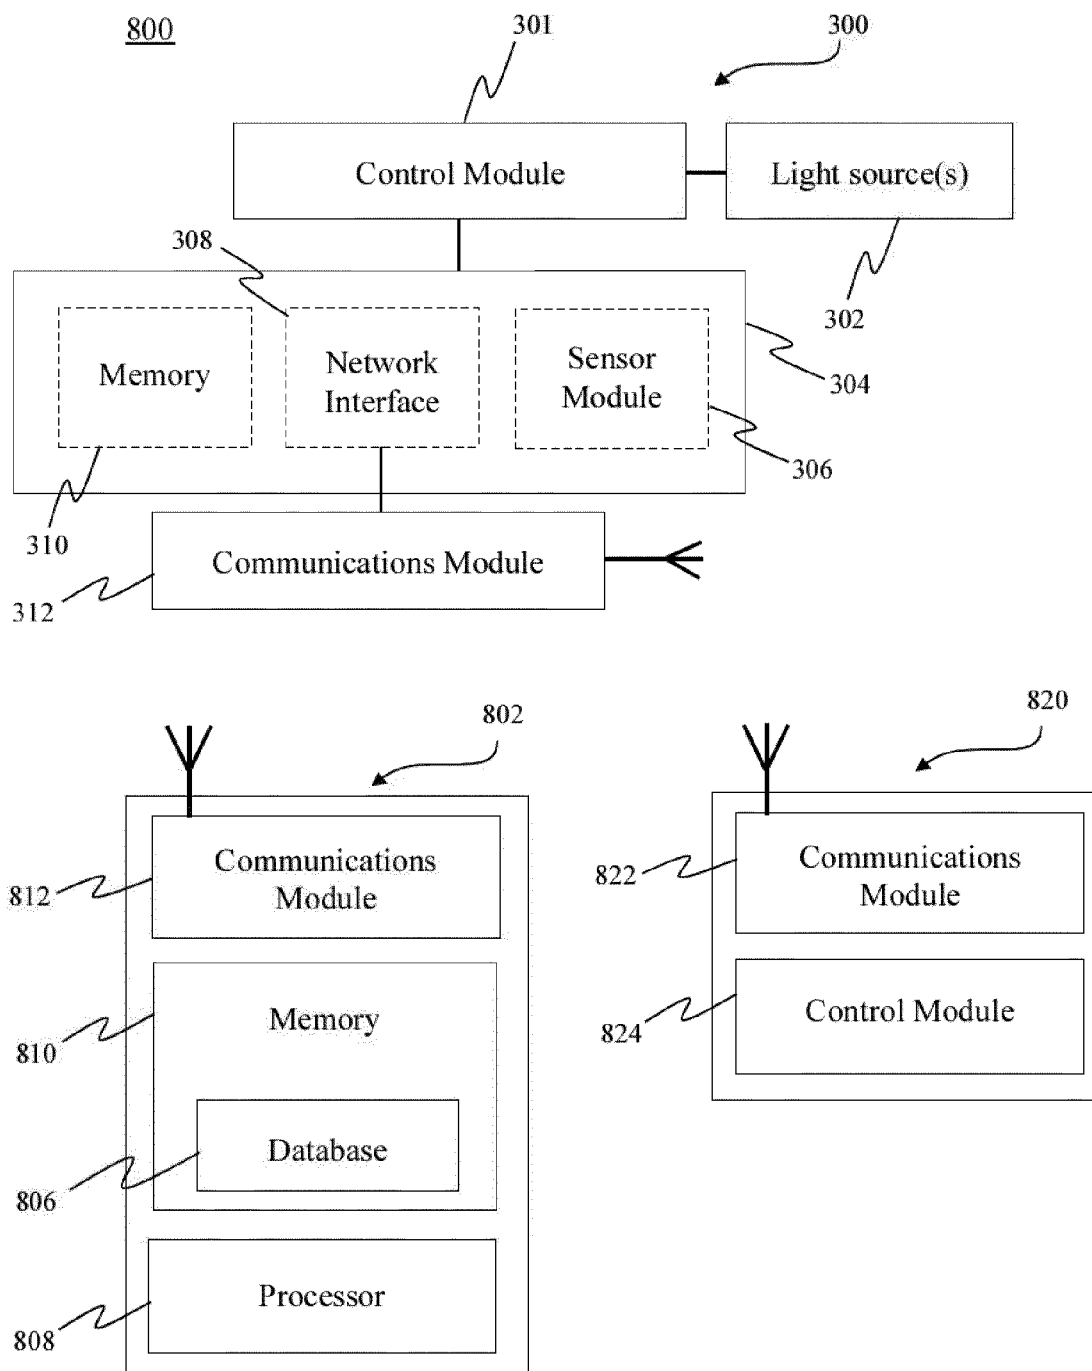 800
301
300
Control Module
Light source(s)
308
302
Memory
Network
Interface
Sensor
Module
304
306
310
Communications Module
312
802
820
Communications
Module
812
Communications
Module
822
Memory
810
Control Module
824
Database
806
Processor
808